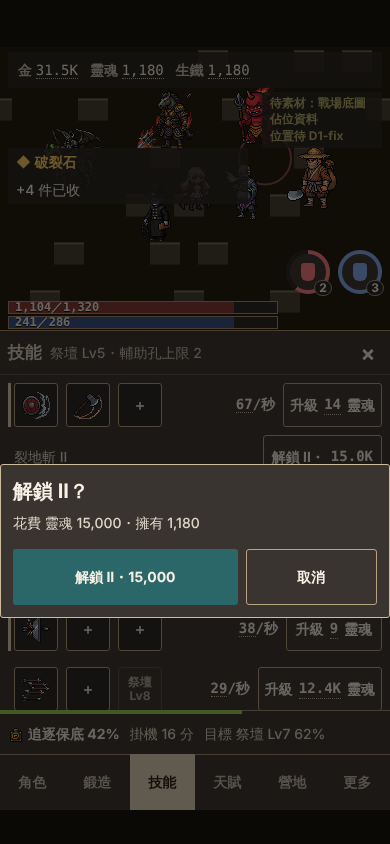 金 31.5K 靈魂 1,180 生鐵 1,180
待素材：戰場底圖
佔位資料
位置待 D1-fix
◆ 破裂石
+4 件已收
2
3
1,104／1,320
241／286
技能 祭壇 Lv5・輔助孔上限 2 ×
+ 67/秒 升級 14 靈魂
裂地斬 II 解鎖 II・ 15.0K
解鎖 II？
花費 靈魂 15,000・擁有 1,180
解鎖 II・15,000 取消
+ + 38/秒 升級 9 靈魂
+ 祭壇 Lv8 29/秒 升級 12.4K 靈魂
追逐保底 42% 掛機 16 分 目標 祭壇 Lv7 62%
角色 鍛造 技能 天賦 營地 更多